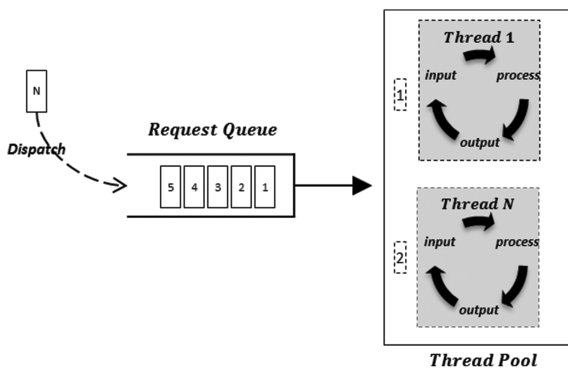 N
Dispatch
Request Queue
5 4 3 2 1
Thread 1
1
input process
output
Thread N
2
input process
output
Thread Pool